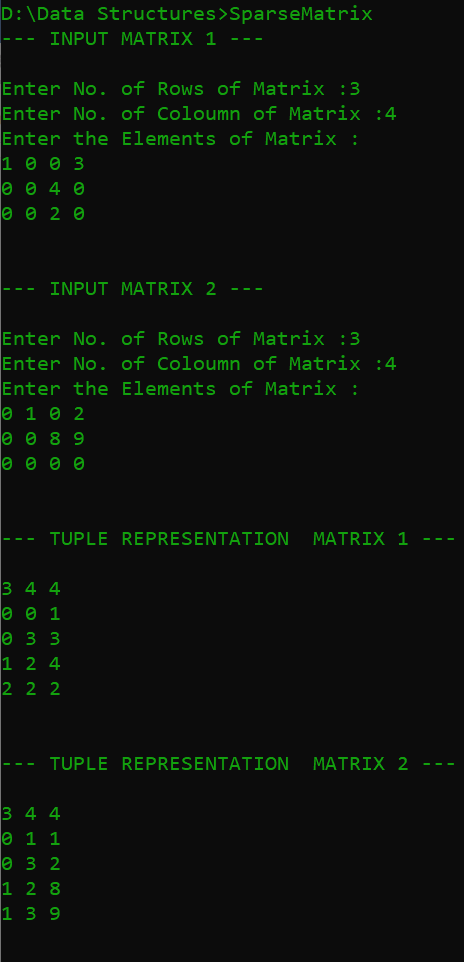 D:\Data Structures>SparseMatrix
--- INPUT MATRIX 1 ---
Enter No. of Rows of Matrix :3
Enter No. of Coloumn of Matrix :4
Enter the Elements of Matrix :
1 0 0 3
0 0 4 0
0 0 2 0
--- INPUT MATRIX 2 ---
Enter No. of Rows of Matrix :3
Enter No. of Coloumn of Matrix :4
Enter the Elements of Matrix :
0 1 0 2
0 0 8 9
0 0 0 0
--- TUPLE REPRESENTATION  MATRIX 1 ---
3 4 4
0 0 1
0 3 3
1 2 4
2 2 2
--- TUPLE REPRESENTATION  MATRIX 2 ---
3 4 4
0 1 1
0 3 2
1 2 8
1 3 9